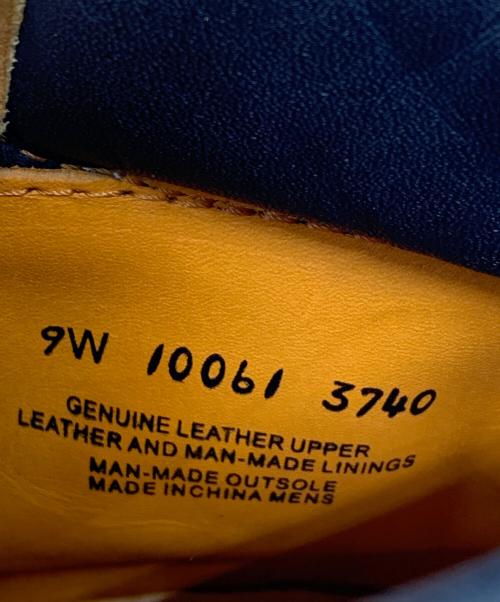 9W 10061 3740
GENUINE LEATHER UPPER
LEATHER AND MAN-MADE LININGS
MAN-MADE OUTSOLE
MADE IN CHINA MENS